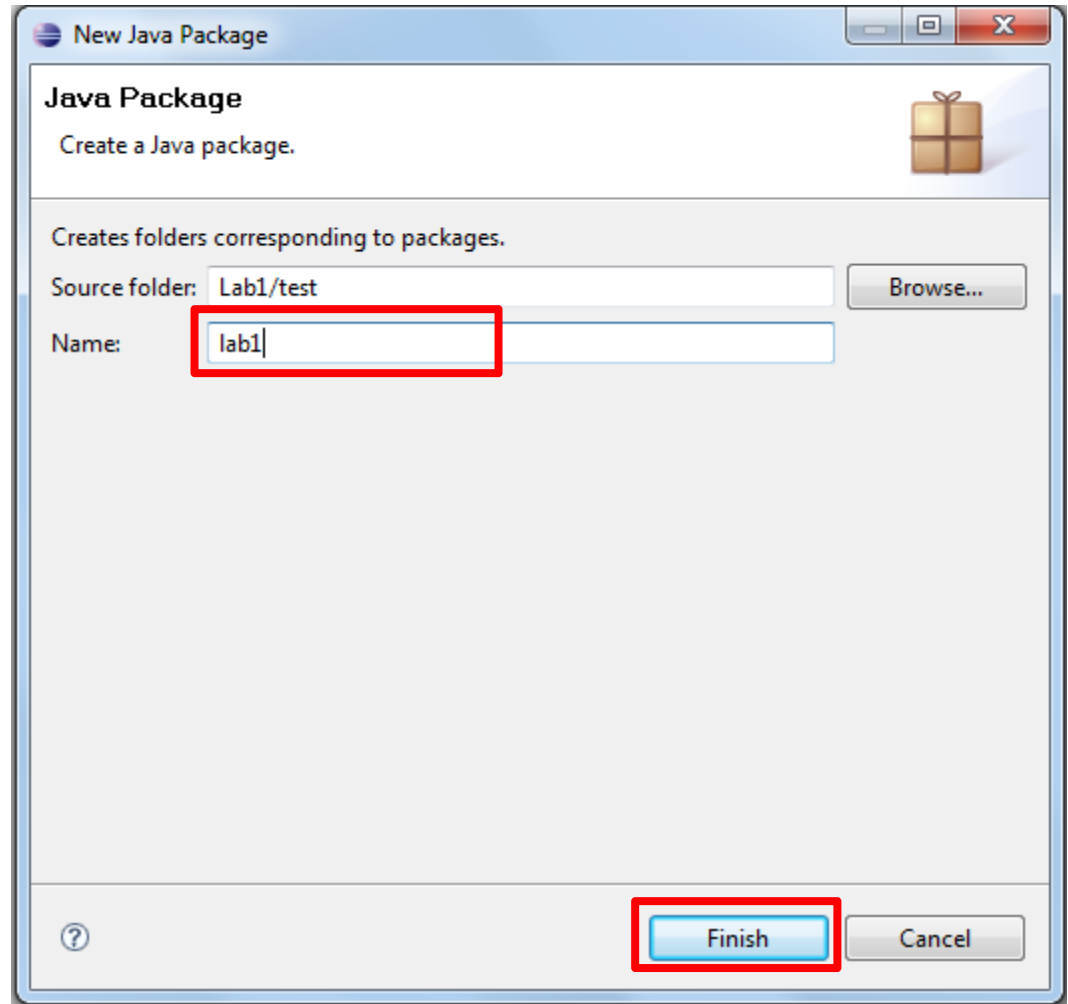 New Java Package
Java Package
Create a Java package.
Creates folders corresponding to packages.
Source folder: Lab1/test Browse...
Name: lab1
? Finish Cancel